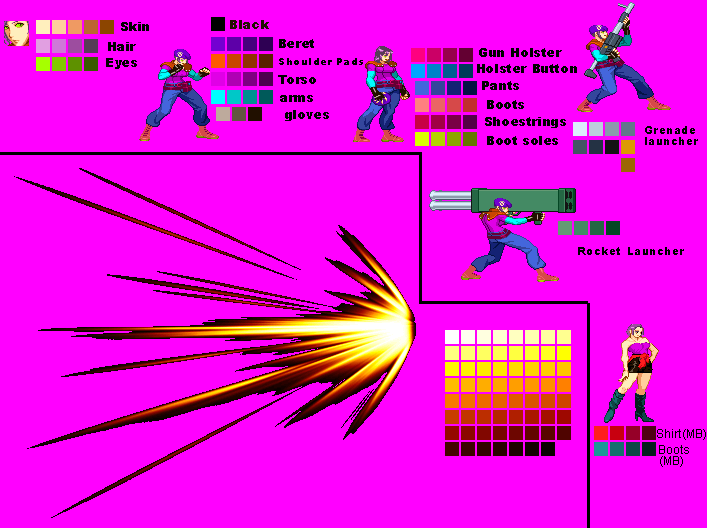 Skin
Hair
Eyes
Black
Beret
Shoulder Pads
Torso
arms
gloves
Gun Holster
Holster Button
Pants
Boots
Shoestrings
Boot soles
Grenade
launcher
Rocket Launcher
Shirt(MB)
Boots
(MB)